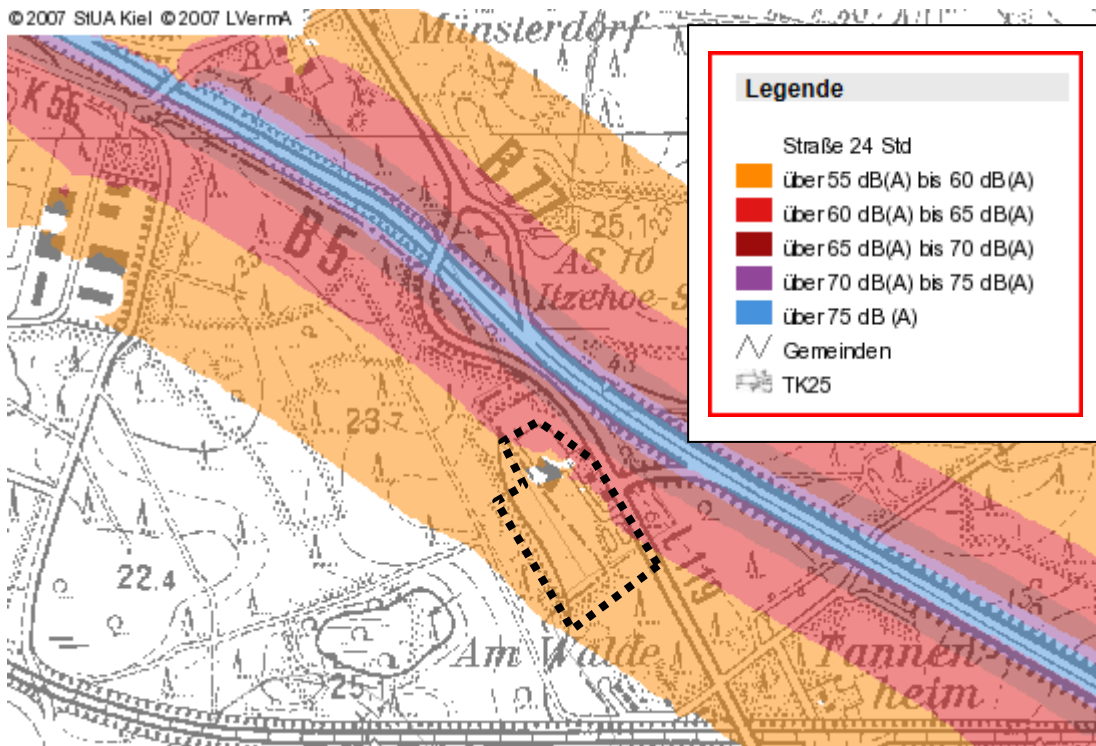 ©2007 StUA Kiel ©2007 LVermA
Münsterdorf
Legende
Straße 24 Std
über 55 dB(A) bis 60 dB(A)
über 60 dB(A) bis 65 dB(A)
über 65 dB(A) bis 70 dB(A)
über 70 dB(A) bis 75 dB(A)
über 75 dB (A)
Gemeinden
TK25
K 56
B 77
B 5
25,1
AS 10
Itzehoe-S
23,7
22,4
L 119
Am Walde
Tannen-
heim
25,1